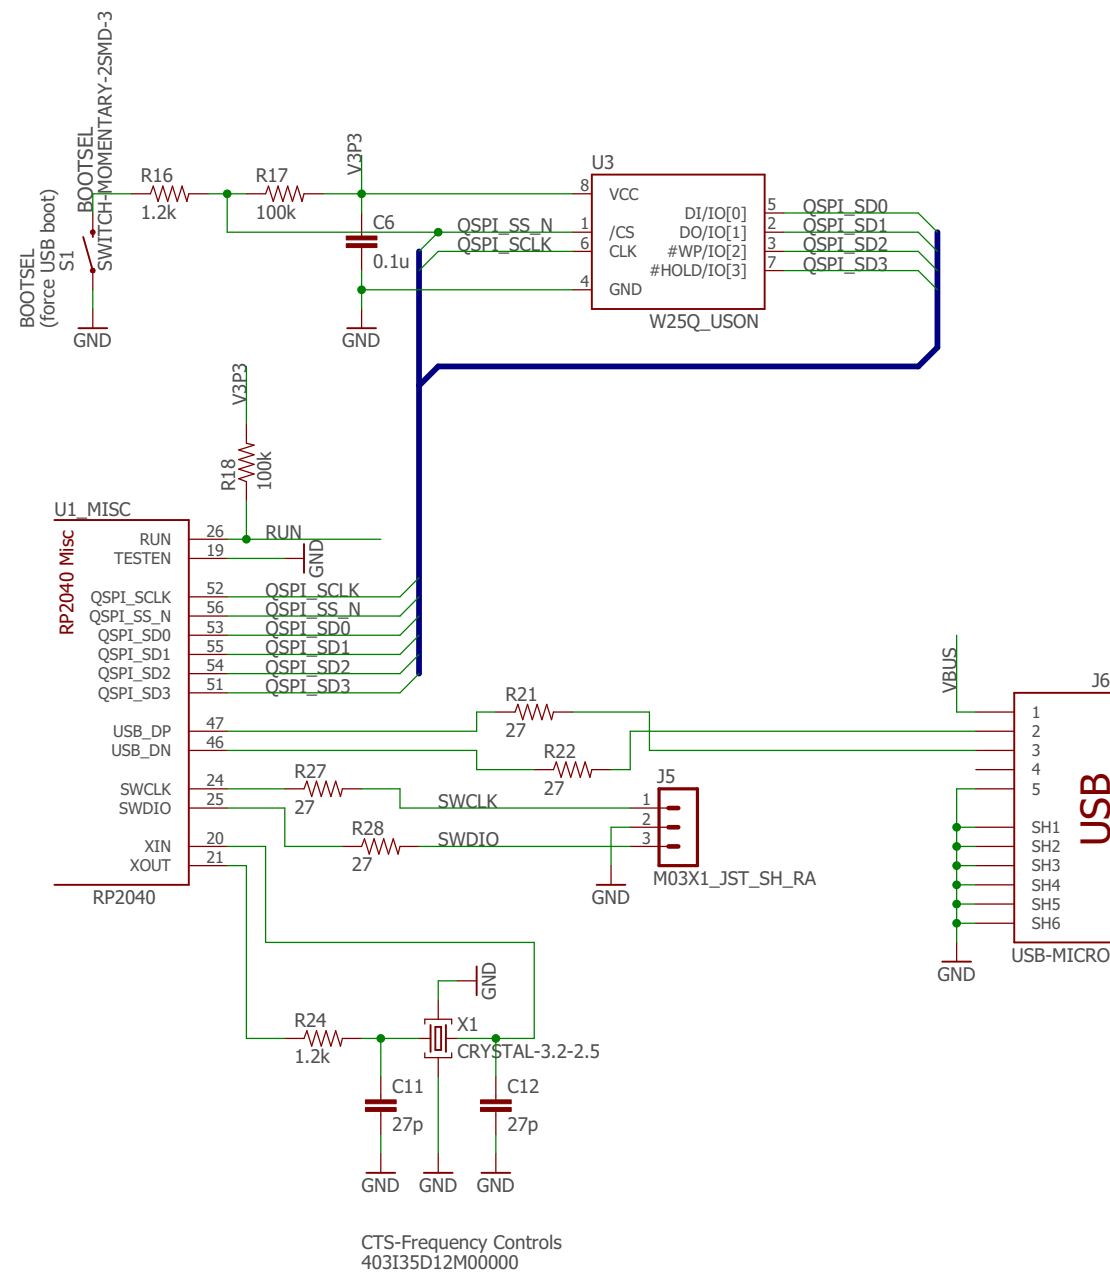 BOOTSEL
(force USB boot)
S1
BOOTSEL
SWITCH-MOMENTARY-2SMD-3
R16
1.2k
R17
100k
V3P3
C6
0.1u
GND
GND
QSPI_SS_N
QSPI_SCLK
U3
8
1
6
4
VCC
/CS
CLK
GND
DI/IO[0]
DO/IO[1]
#WP/IO[2]
#HOLD/IO[3]
5
2
3
7
QSPI_SD0
QSPI_SD1
QSPI_SD2
QSPI_SD3
W25Q_USON
V3P3
R18
100k
U1_MISC
RP2040 Misc
RUN 26 RUN
TESTEN 19 GND
QSPI_SCLK 52 QSPI_SCLK
QSPI_SS_N 56 QSPI_SS_N
QSPI_SD0 53 QSPI_SD0
QSPI_SD1 55 QSPI_SD1
QSPI_SD2 54 QSPI_SD2
QSPI_SD3 51 QSPI_SD3
USB_DP 47
USB_DN 46
SWCLK 24
SWDIO 25
XIN 20
XOUT 21
RP2040
R21
27
R22
27
R27
27
R28
27
SWCLK
SWDIO
J5
1
2
3
M03X1_JST_SH_RA
GND
VBUS
J6
1
2
3
4
5
SH1
SH2
SH3
SH4
SH5
SH6
USB
USB-MICRO
GND
GND
R24
1.2k
X1
CRYSTAL-3.2-2.5
C11
27p
C12
27p
GND
GND
GND
CTS-Frequency Controls
403I35D12M00000